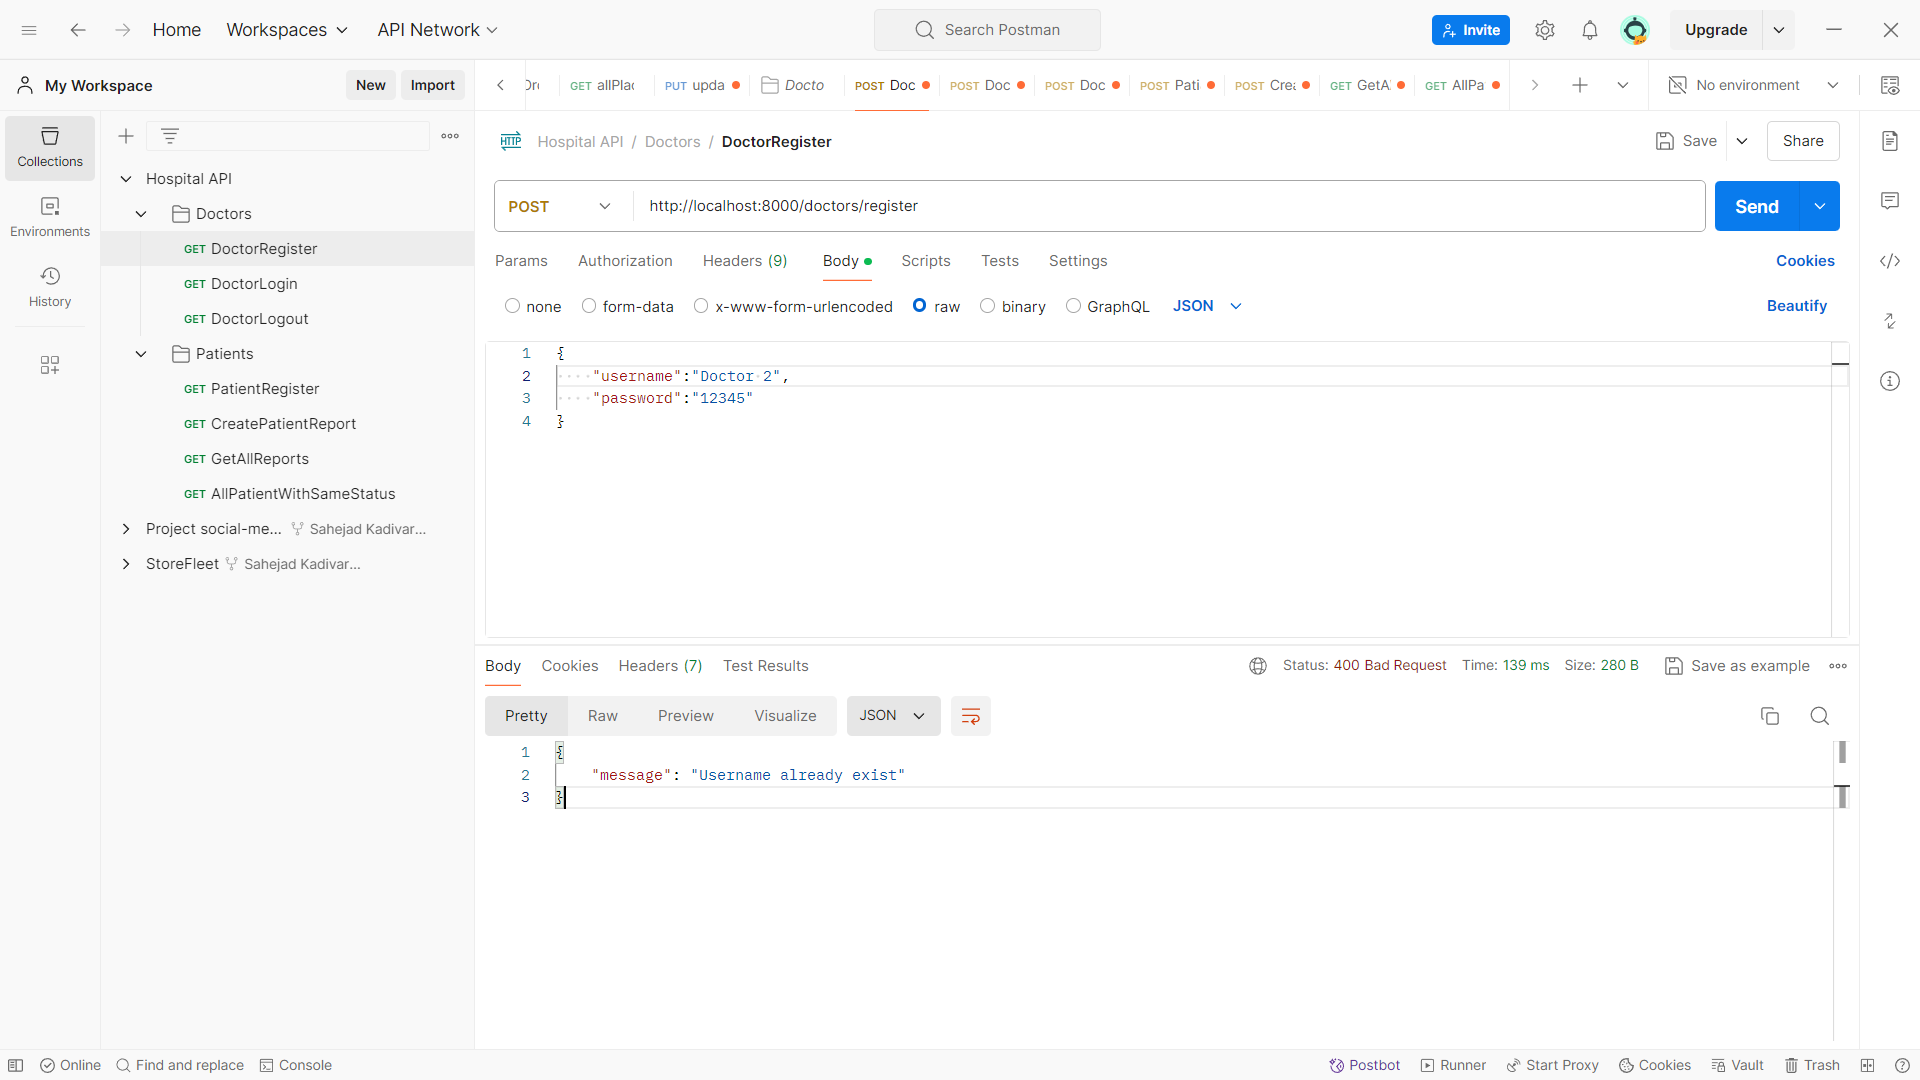 Home
Workspaces
API Network
Search Postman
Invite
Upgrade
My Workspace
New
Import
GET allPlac
PUT upda
Docto
POST Doc
POST Doc
POST Doc
POST Pati
POST Crea
GET GetA
GET AllPa
No environment
Collections
Environments
History
Hospital API
Doctors
GET DoctorRegister
GET DoctorLogin
GET DoctorLogout
Patients
GET PatientRegister
GET CreatePatientReport
GET GetAllReports
GET AllPatientWithSameStatus
Project social-me... Sahejad Kadivar...
StoreFleet Sahejad Kadivar...
HTTP Hospital API / Doctors / DoctorRegister
Save
Share
POST
http://localhost:8000/doctors/register
Send
Params
Authorization
Headers (9)
Body
Scripts
Tests
Settings
Cookies
none
form-data
x-www-form-urlencoded
raw
binary
GraphQL
JSON
Beautify
1 {
2 "username":"Doctor 2",
3 "password":"12345"
4 }
Body
Cookies
Headers (7)
Test Results
Status: 400 Bad Request
Time: 139 ms
Size: 280 B
Save as example
Pretty
Raw
Preview
Visualize
JSON
1 {
2 "message": "Username already exist"
3 }
Online
Find and replace
Console
Postbot
Runner
Start Proxy
Cookies
Vault
Trash